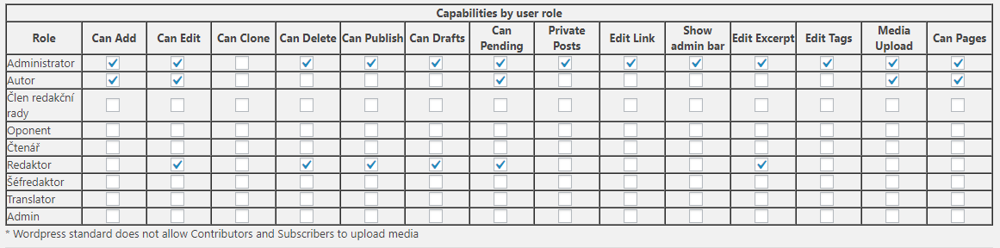 Capabilities by user role
Role Can Add Can Edit Can Clone Can Delete Can Publish Can Drafts Can Pending Private Posts Edit Link Show admin bar Edit Excerpt Edit Tags Media Upload Can Pages
Administrator
Autor
Člen redakční
rady
Oponent
Čtenář
Redaktor
Šéfredaktor
Translator
Admin
* Wordpress standard does not allow Contributors and Subscribers to upload media